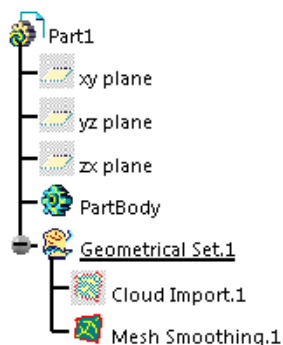 Part1
xy plane
yz plane
zx plane
PartBody
Geometrical Set.1
Cloud Import.1
Mesh Smoothing.1